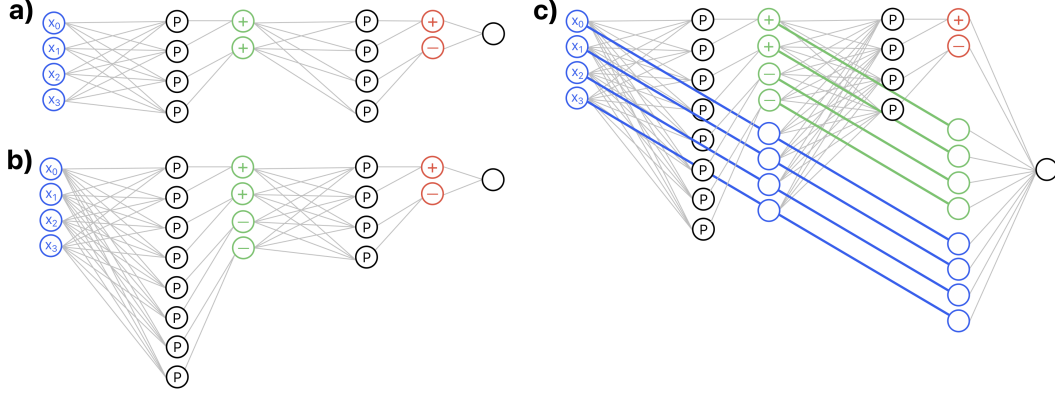 a)
x₀ P + P +
x₁ P + P −
x₂ P P
x₃ P P
b)
x₀ P + P +
x₁ P + P −
x₂ P − P
x₃ P − P
P
P
P
P
c)
x₀ P + P +
x₁ P + P −
x₂ P − P
x₃ P − P
P
P
P
P